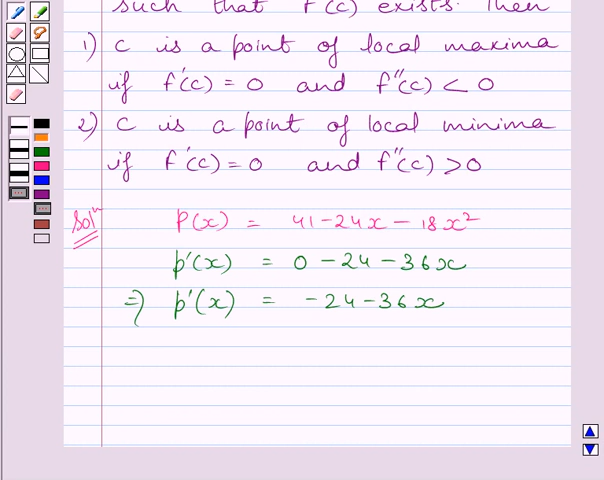 such that f(c) exists. Then
1) c is a point of local maxima
if f'(c) = 0 and f''(c) < 0
2) c is a point of local minima
if f'(c) = 0 and f''(c) > 0
Solⁿ P(x) = 41 - 24x - 18x²
p'(x) = 0 - 24 - 36x
=> p'(x) = -24 - 36x